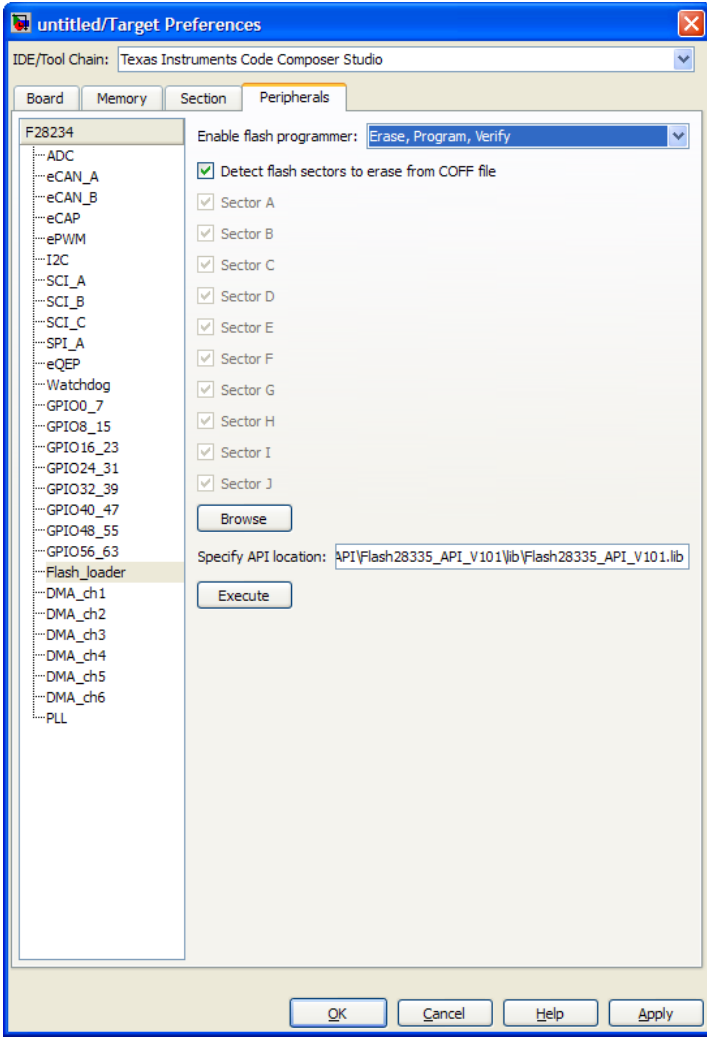 untitled/Target Preferences
IDE/Tool Chain: Texas Instruments Code Composer Studio
Board Memory Section Peripherals
F28234
ADC
eCAN_A
eCAN_B
eCAP
ePWM
I2C
SCI_A
SCI_B
SCI_C
SPI_A
eQEP
Watchdog
GPIO0_7
GPIO8_15
GPIO16_23
GPIO24_31
GPIO32_39
GPIO40_47
GPIO48_55
GPIO56_63
Flash_loader
DMA_ch1
DMA_ch2
DMA_ch3
DMA_ch4
DMA_ch5
DMA_ch6
PLL
Enable flash programmer: Erase, Program, Verify
Detect flash sectors to erase from COFF file
Sector A
Sector B
Sector C
Sector D
Sector E
Sector F
Sector G
Sector H
Sector I
Sector J
Browse
Specify API location: API\Flash28335_API_V101\lib\Flash28335_API_V101.lib
Execute
OK Cancel Help Apply